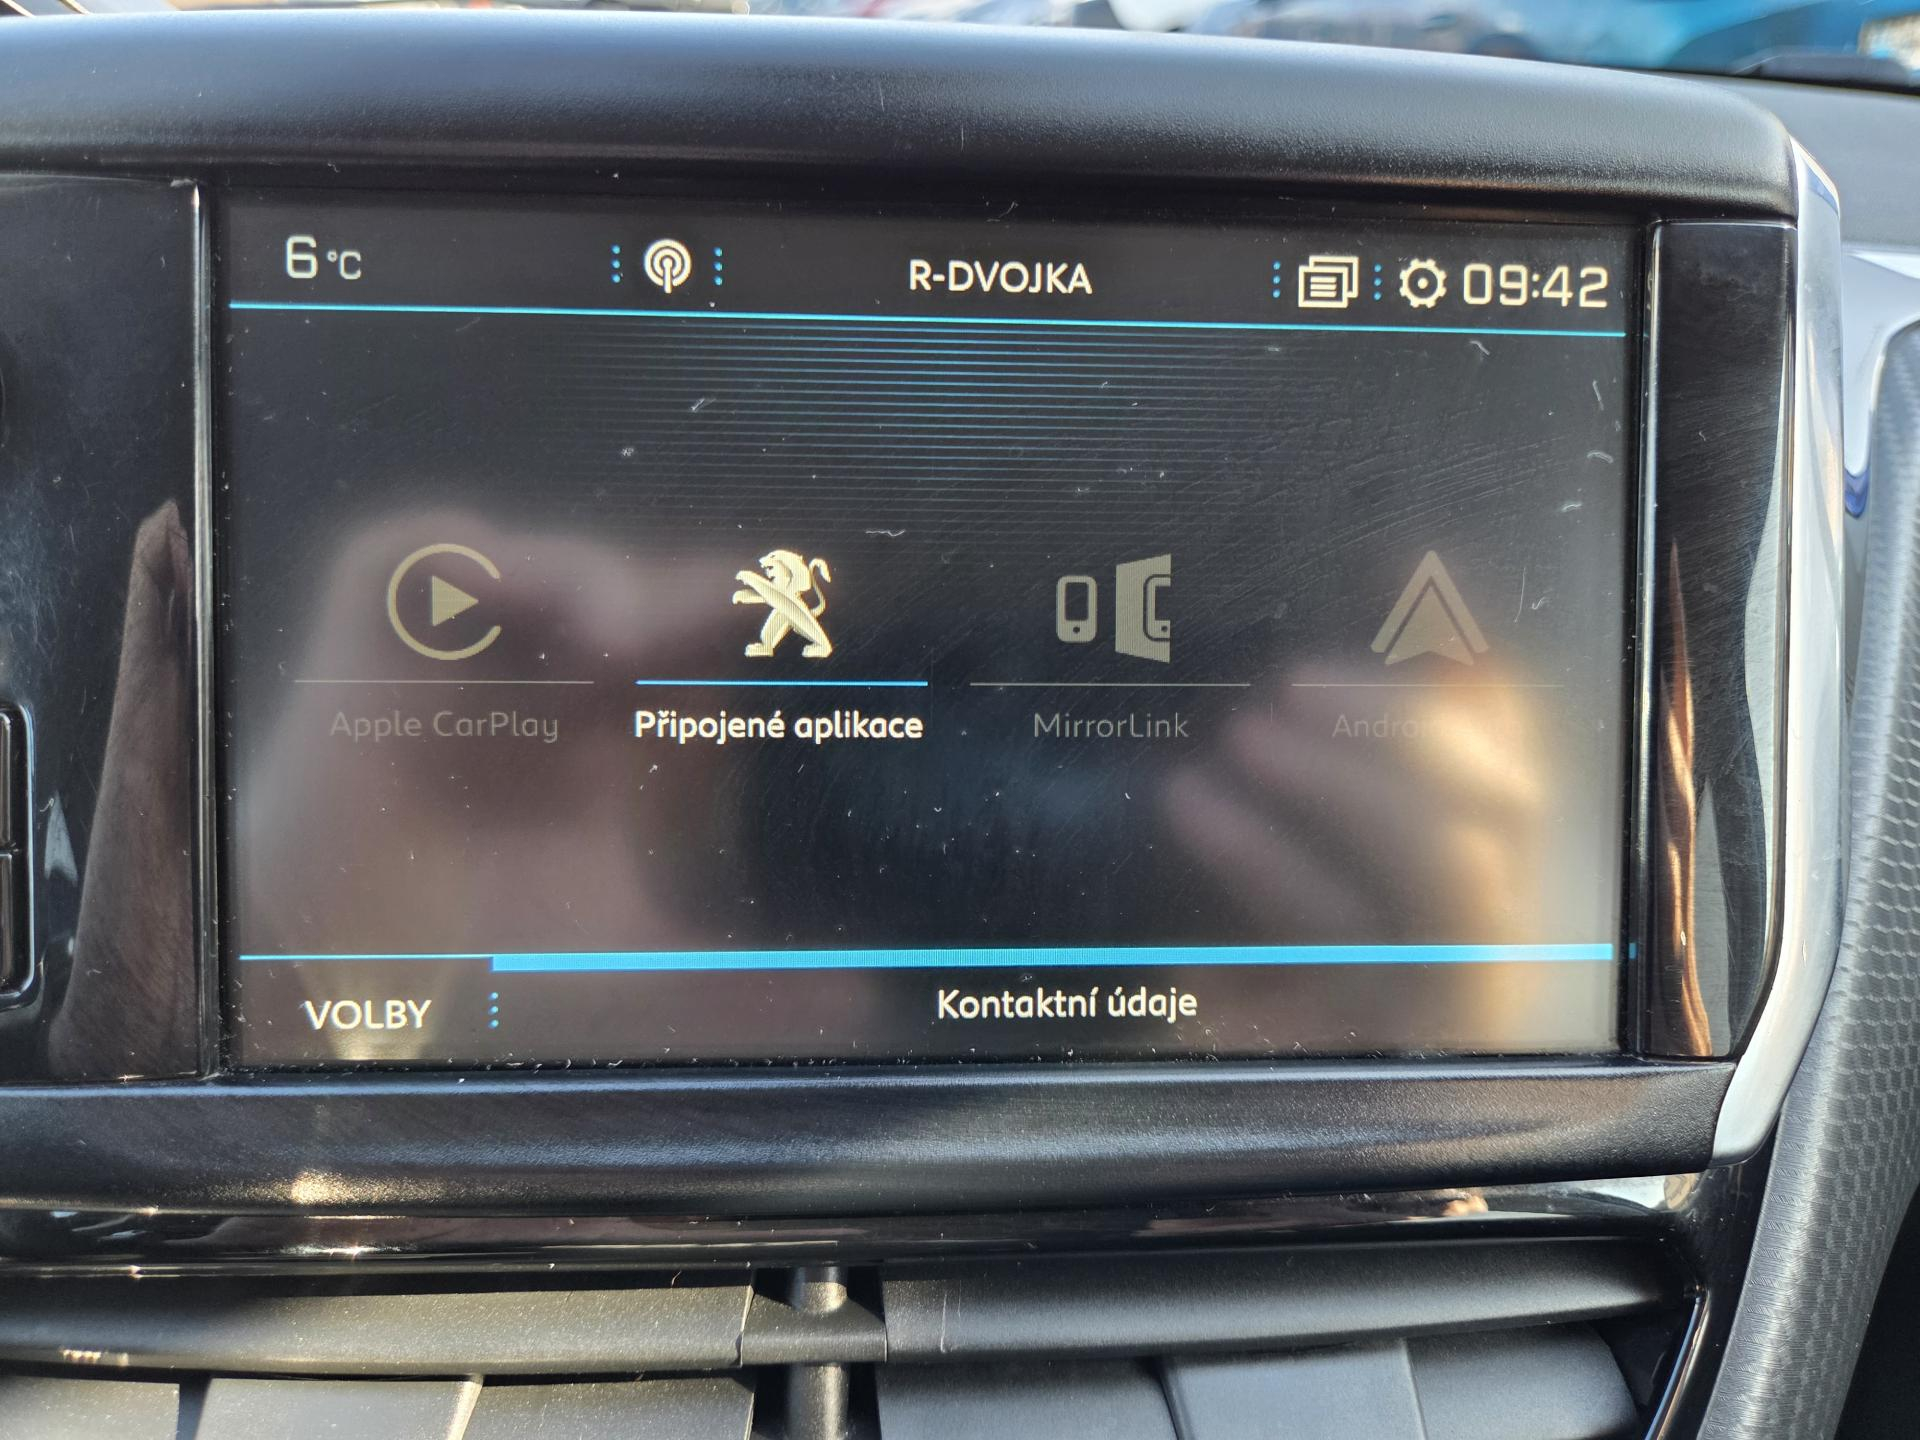 6 °C
R-DVOJKA
09:42
Apple CarPlay
Připojené aplikace
MirrorLink
VOLBY
Kontaktní údaje